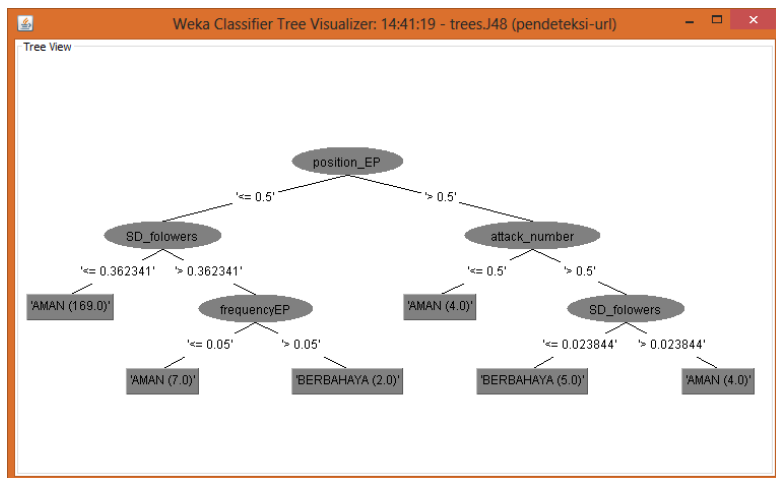 Weka Classifier Tree Visualizer: 14:41:19 - trees.J48 (pendeteksi-url)
Tree View
position_EP
'<= 0.5' '> 0.5'
SD_folowers attack_number
'<= 0.362341' '> 0.362341' '<= 0.5' '> 0.5'
'AMAN (169.0)' frequencyEP 'AMAN (4.0)' SD_folowers
'<= 0.05' '> 0.05' '<= 0.023844' '> 0.023844'
'AMAN (7.0)' 'BERBAHAYA (2.0)' 'BERBAHAYA (5.0)' 'AMAN (4.0)'